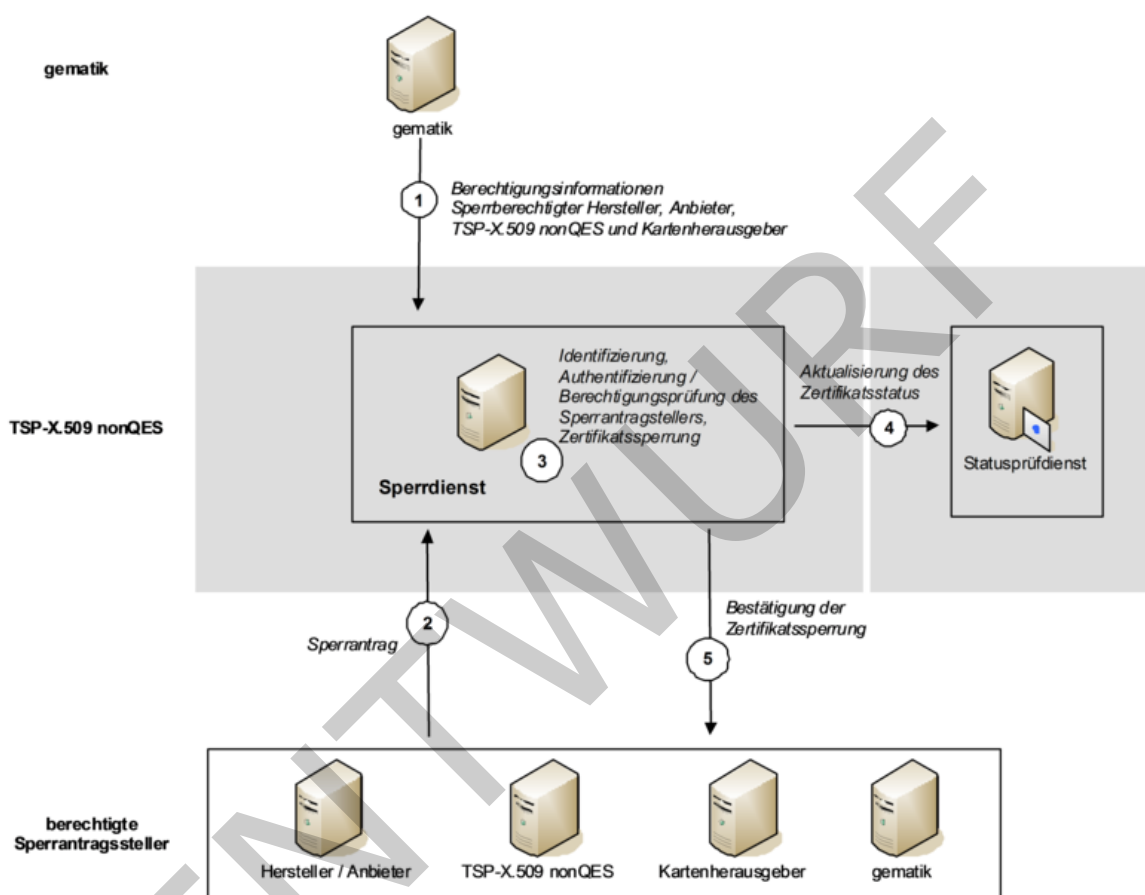 gematik
gematik
1
Berechtigungsinformationen
Sperrberechtigter Hersteller, Anbieter,
TSP-X.509 nonQES und Kartenherausgeber
TSP-X.509 nonQES
Identifizierung,
Authentifizierung /
Berechtigungsprüfung des
Sperrantragstellers,
Zertifikatssperrung
3
Sperrdienst
Aktualisierung des
Zertifikatsstatus
4
Statusprüfdienst
2
Sperrantrag
Bestätigung der
Zertifikatssperrung
5
berechtigte
Sperrantragssteller
Hersteller / Anbieter
TSP-X.509 nonQES
Kartenherausgeber
gematik
ENTWURF